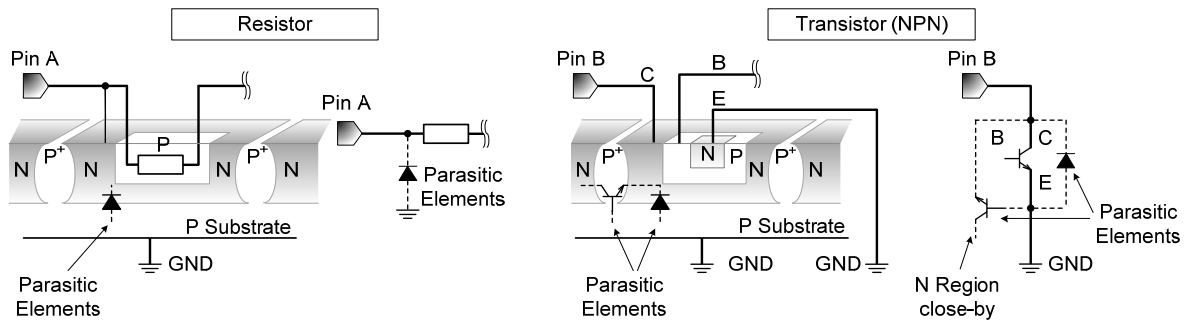 Resistor
Pin A
P
N
P+
N
P+
N
N
P Substrate
GND
Parasitic
Elements
Pin A
Parasitic
Elements
Transistor (NPN)
Pin B
C
B
E
N
P+
N
N
P
P+
N
N
P Substrate
GND
GND
Parasitic
Elements
Pin B
B
C
E
Parasitic
Elements
GND
N Region
close-by